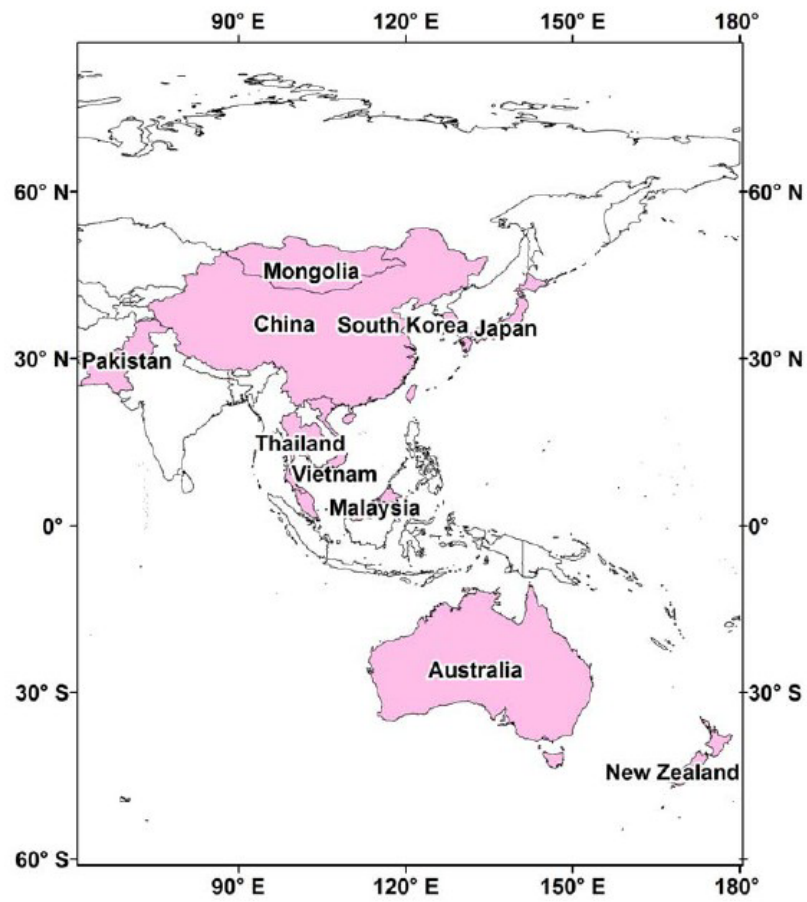 90° E 120° E 150° E 180°
60° N 60° N
Mongolia
China South Korea Japan
30° N 30° N
Pakistan
Thailand
Vietnam
Malaysia
0° 0°
Australia
30° S 30° S
New Zealand
60° S 60° S
90° E 120° E 150° E 180°